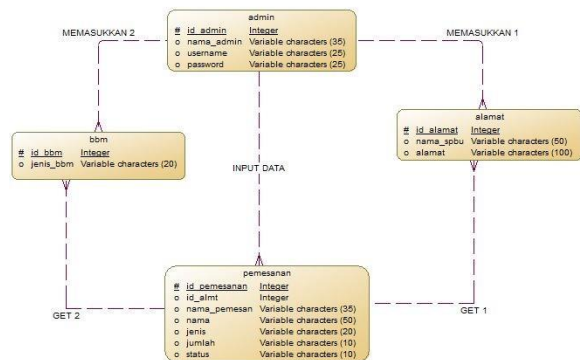 admin
# id_admin Integer
o nama_admin Variable characters (35)
o username Variable characters (25)
o password Variable characters (25)
MEMASUKKAN 2
MEMASUKKAN 1
bbm
# id_bbm Integer
o jenis_bbm Variable characters (20)
alamat
# id_alamat Integer
o nama_spbu Variable characters (50)
o alamat Variable characters (100)
INPUT DATA
pemesanan
# id_pemesanan Integer
o id_almt Integer
o nama_pemesan Variable characters (35)
o nama Variable characters (50)
o jenis Variable characters (20)
o jumlah Variable characters (10)
o status Variable characters (10)
GET 2
GET 1